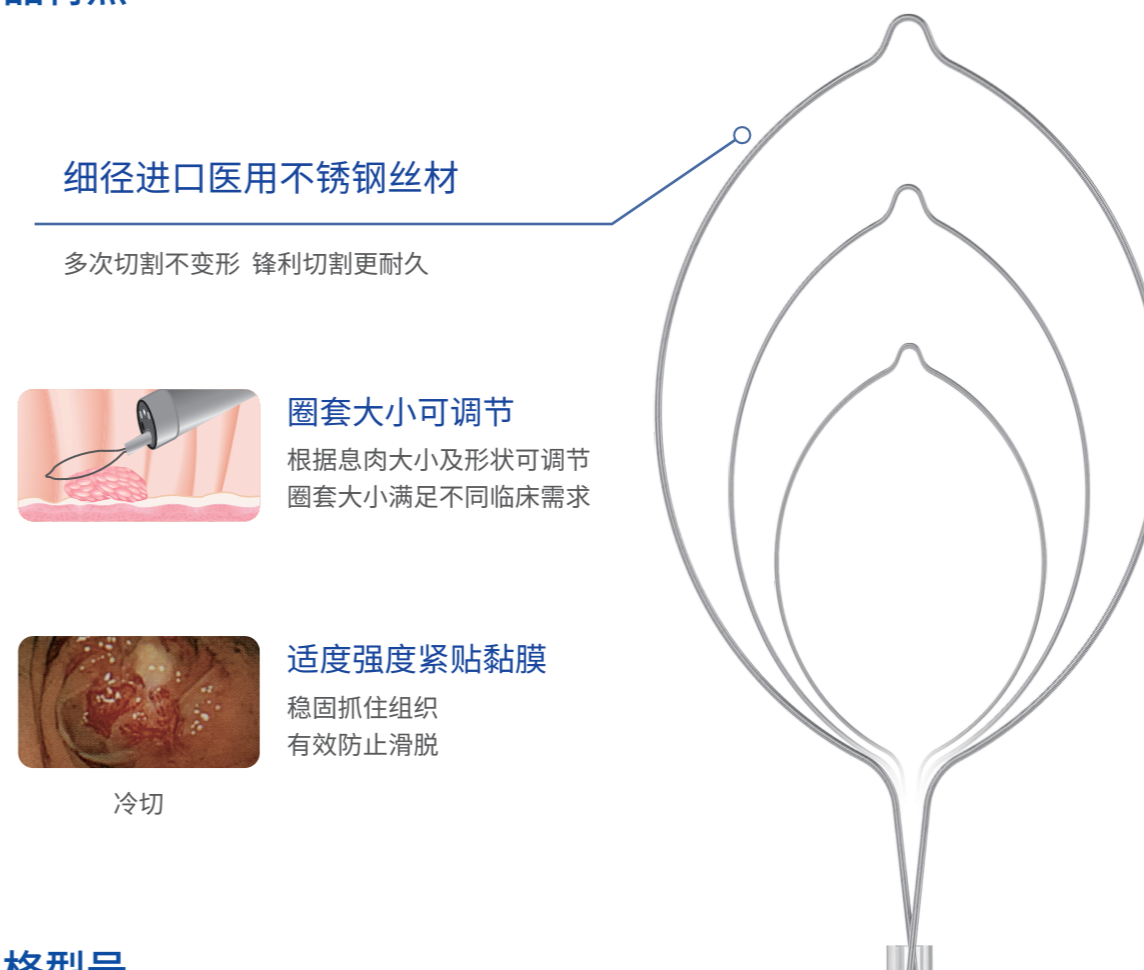 细径进口医用不锈钢丝材
多次切割不变形 锋利切割更耐久
圈套大小可调节
根据息肉大小及形状可调节
圈套大小满足不同临床需求
适度强度紧贴黏膜
稳固抓住组织
有效防止滑脱
冷切
格型号